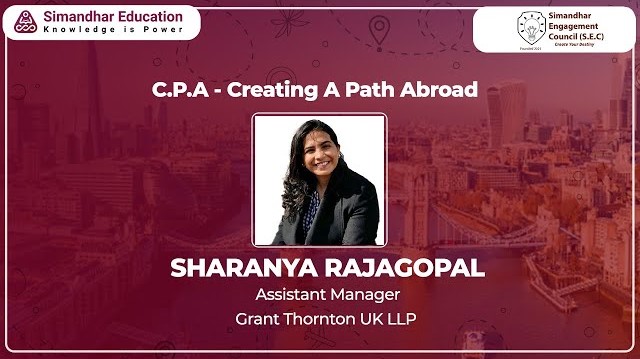 Simandhar Education
Knowledge is Power
Simandhar
Engagement
Council (S.E.C)
Create Your Destiny
C.P.A - Creating A Path Abroad
SHARANYA RAJAGOPAL
Assistant Manager
Grant Thornton UK LLP